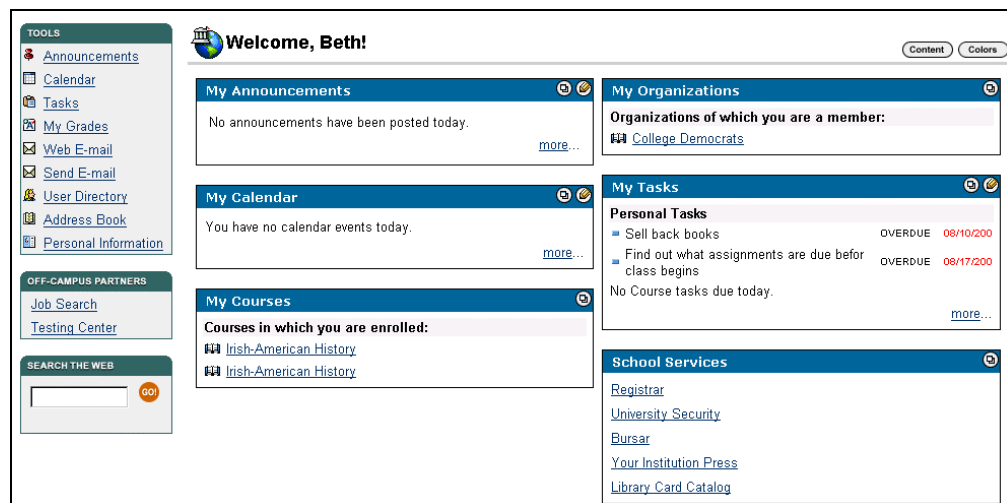 TOOLS
Announcements
Calendar
Tasks
My Grades
Web E-mail
Send E-mail
User Directory
Address Book
Personal Information
OFF-CAMPUS PARTNERS
Job Search
Testing Center
SEARCH THE WEB
GO!
Welcome, Beth!
Content Colors
My Announcements
No announcements have been posted today.
more...
My Calendar
You have no calendar events today.
more...
My Courses
Courses in which you are enrolled:
Irish-American History
Irish-American History
My Organizations
Organizations of which you are a member:
College Democrats
My Tasks
Personal Tasks
Sell back books OVERDUE 08/10/200
Find out what assignments are due befor
class begins OVERDUE 08/17/200
No Course tasks due today.
more...
School Services
Registrar
University Security
Bursar
Your Institution Press
Library Card Catalog